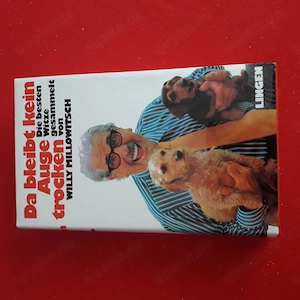 Da bleibt kein
Auge
trocken
Die besten
Witze
gesammelt
von
WILLY MILLOWITSCH
LINGEN